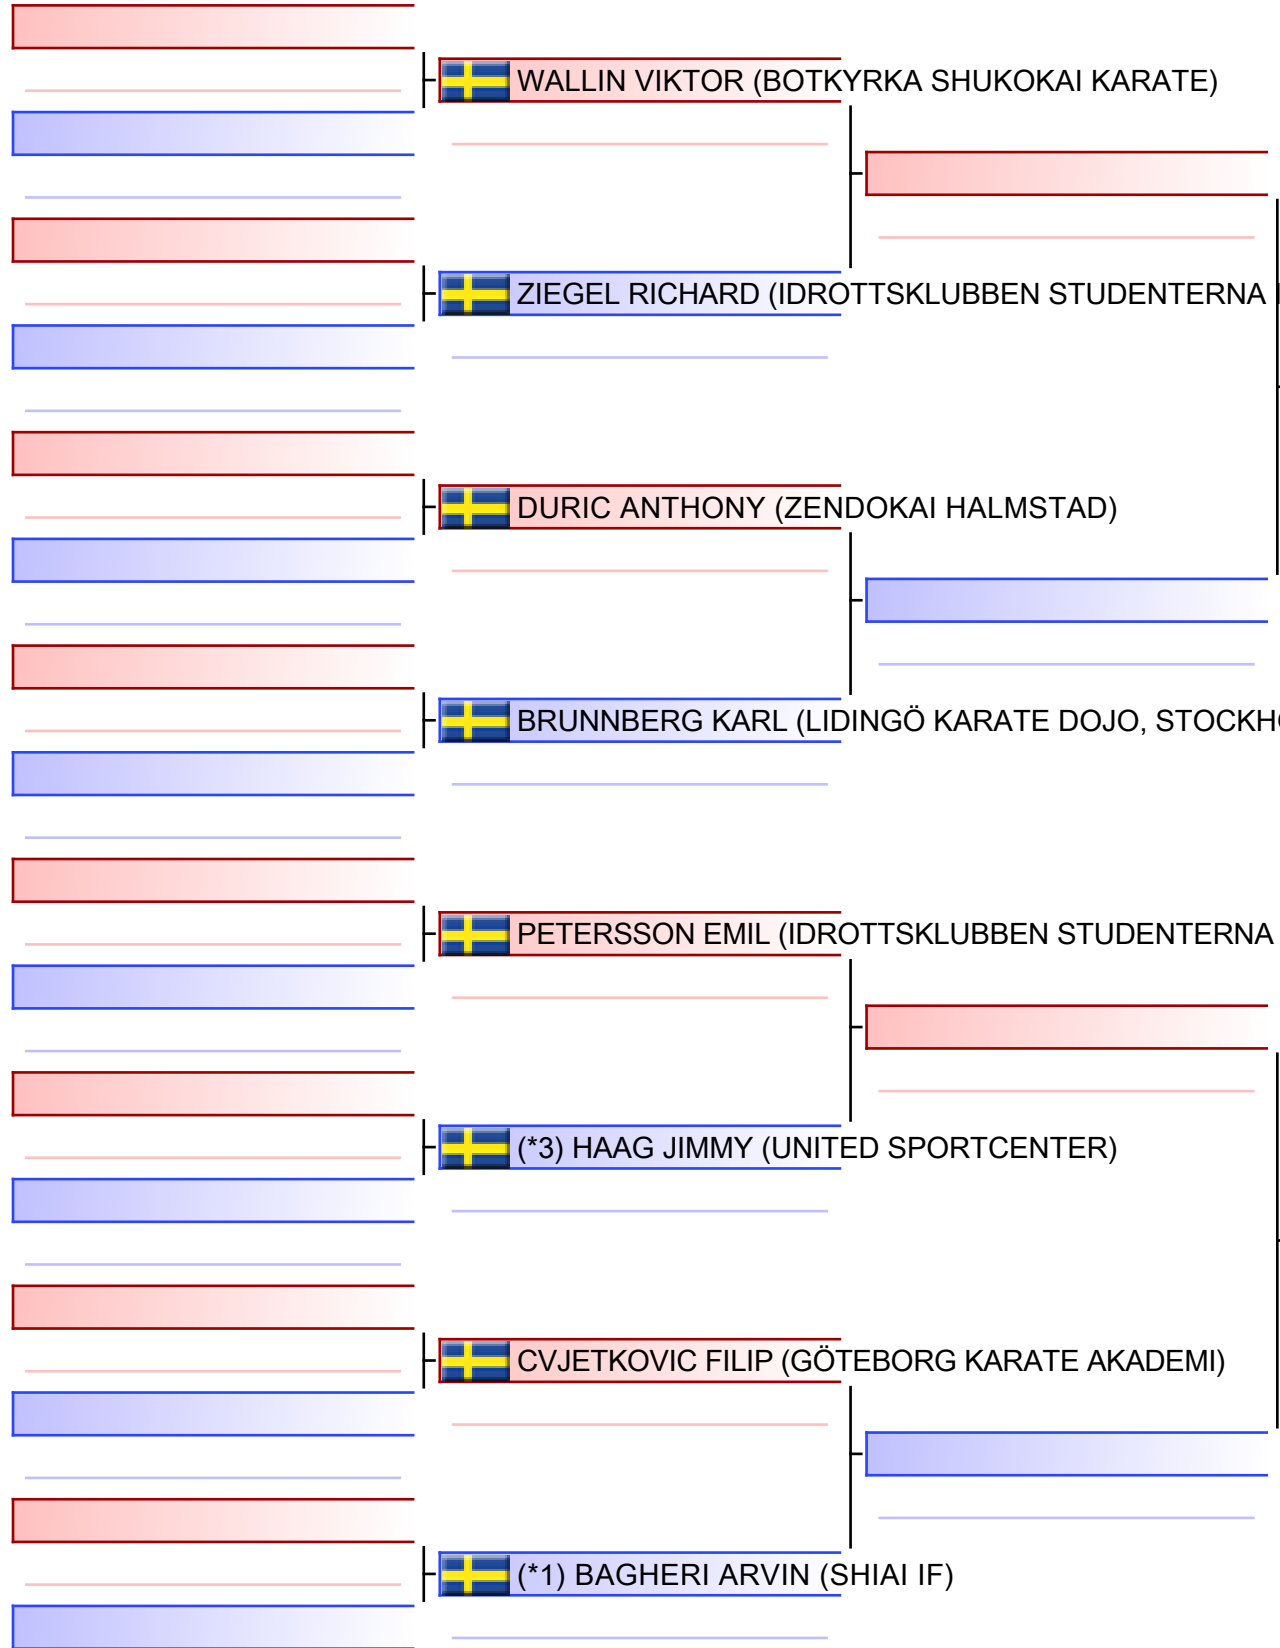 WALLIN VIKTOR (BOTKYRKA SHUKOKAI KARATE)
ZIEGEL RICHARD (IDROTTSKLUBBEN STUDENTERNA
DURIC ANTHONY (ZENDOKAI HALMSTAD)
BRUNNBERG KARL (LIDINGÖ KARATE DOJO, STOCKH
PETERSSON EMIL (IDROTTSKLUBBEN STUDENTERNA
(*3) HAAG JIMMY (UNITED SPORTCENTER)
CVJETKOVIC FILIP (GÖTEBORG KARATE AKADEMI)
(*1) BAGHERI ARVIN (SHIAI IF)